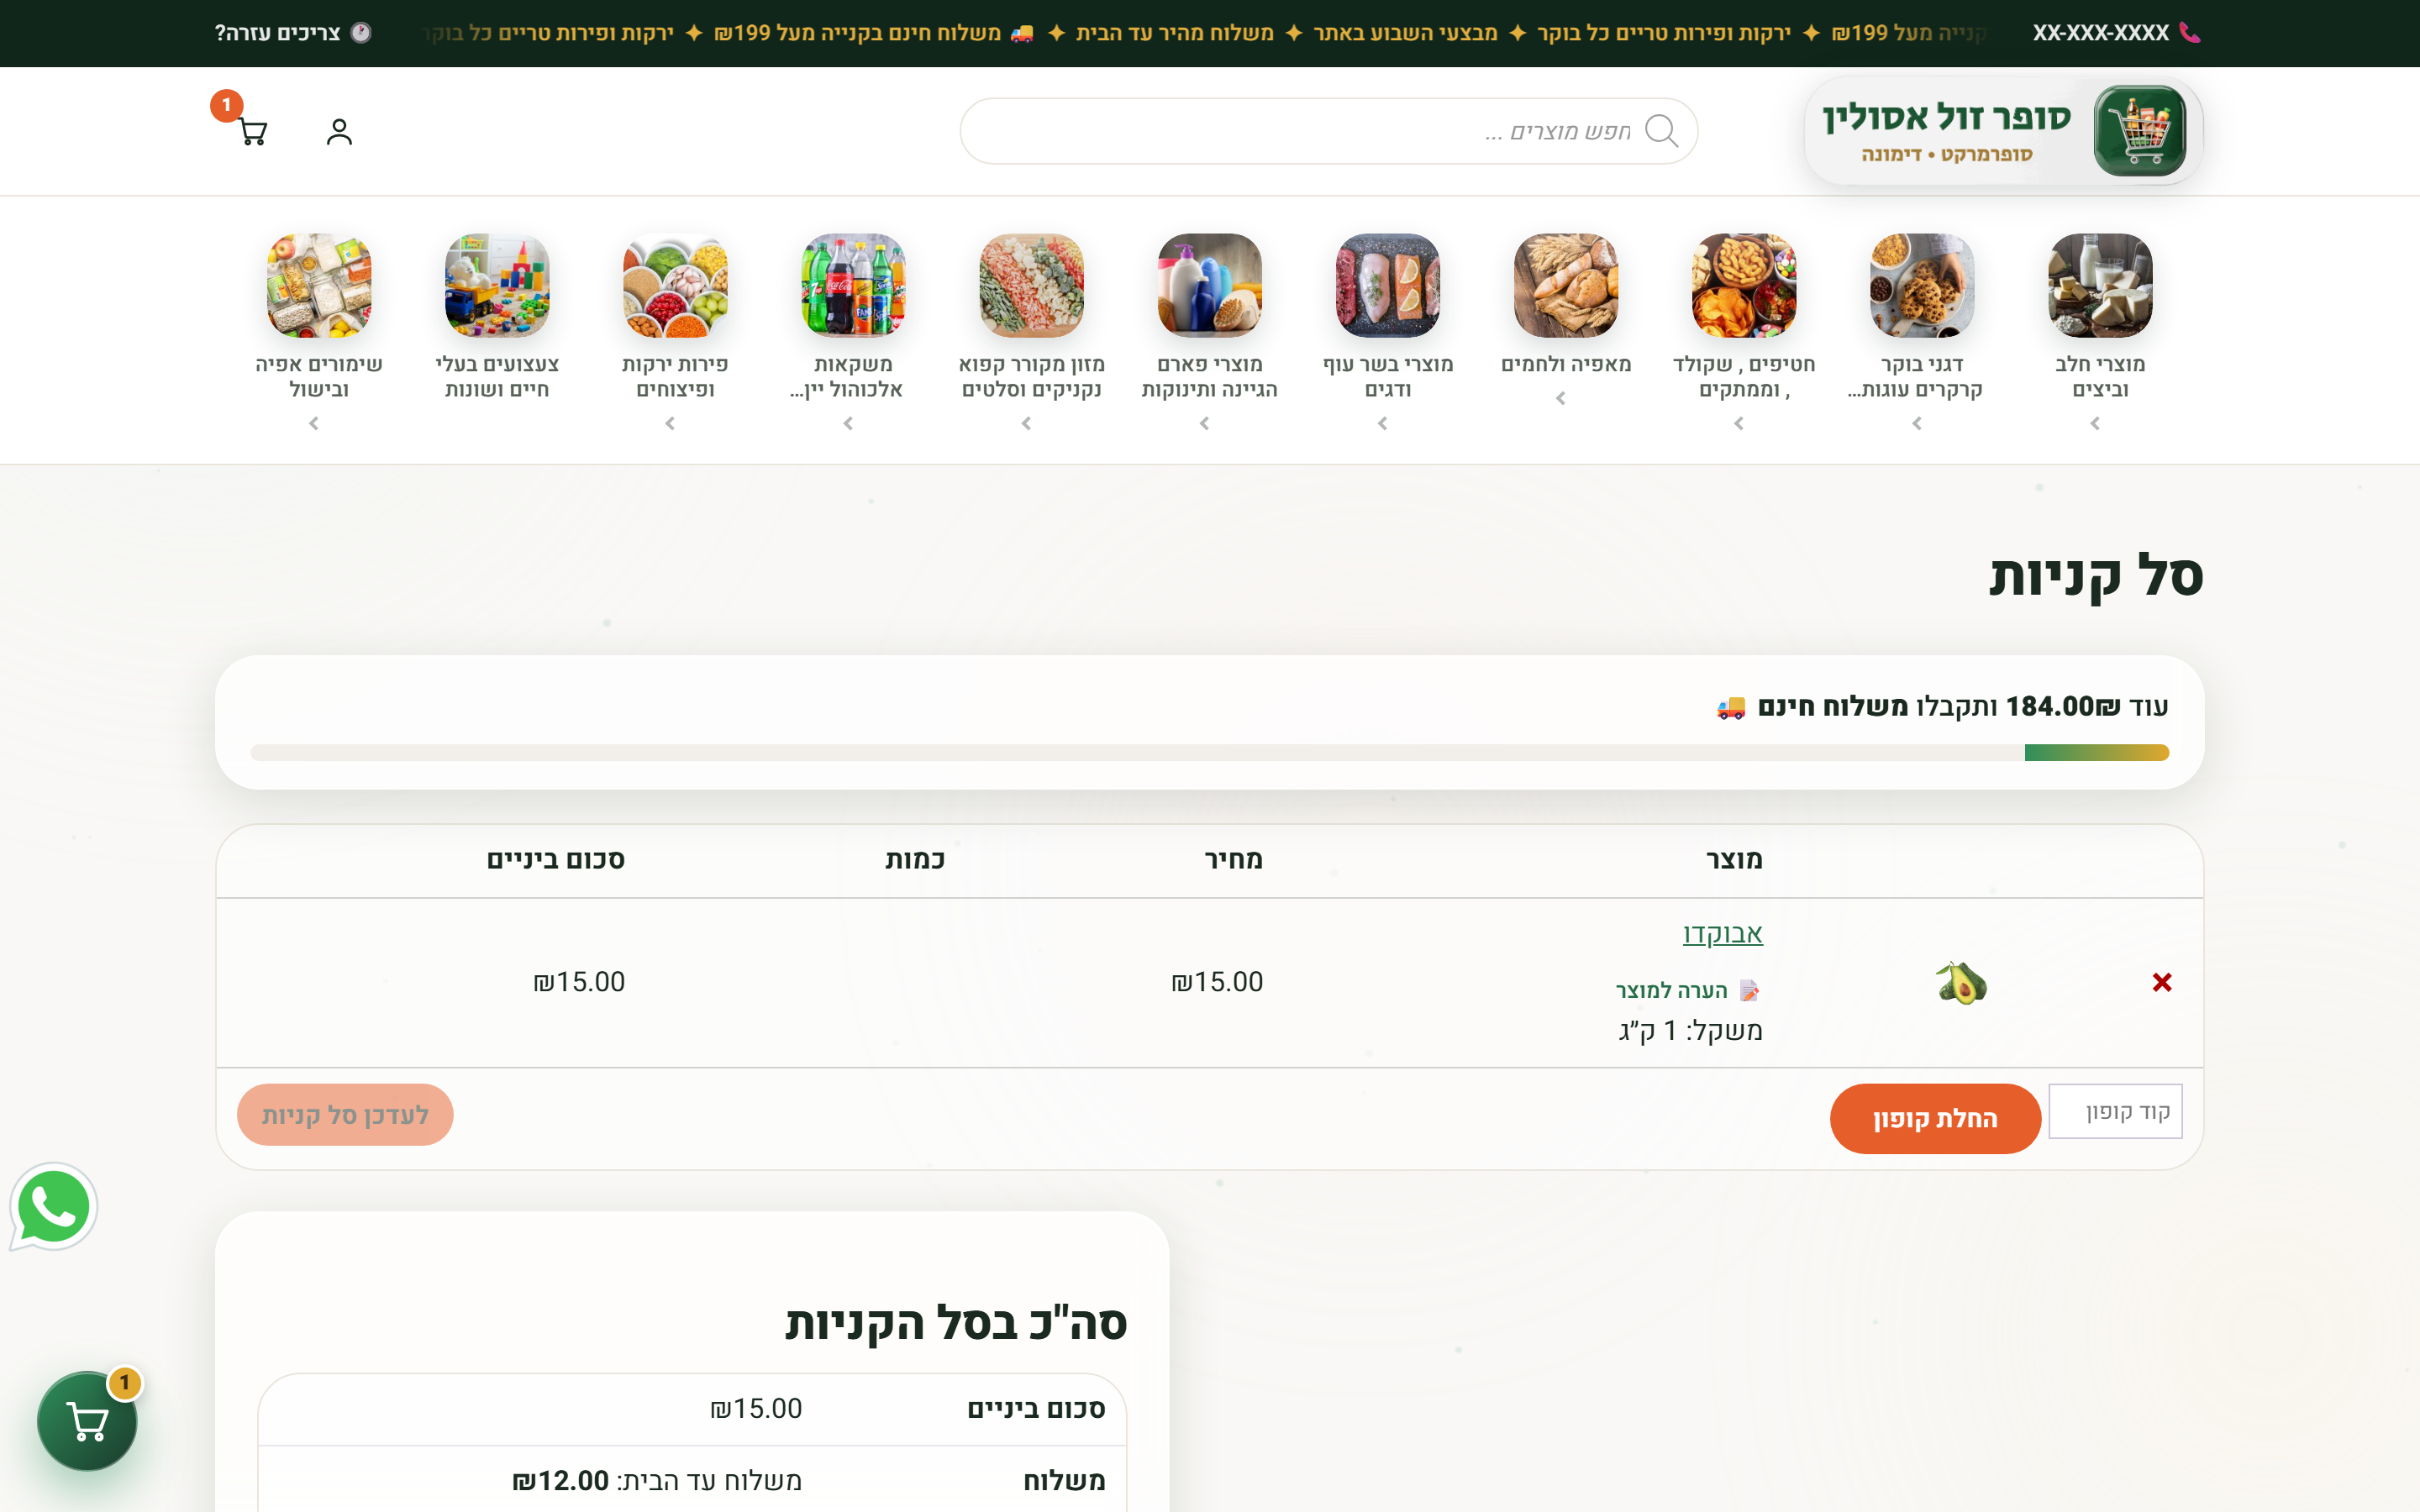 XX-XXX-XXXX
קנייה מעל 199₪ ✦ ירקות ופירות טריים כל בוקר ✦ מבצעי השבוע באתר ✦ משלוח מהיר עד הבית ✦ 🚚 משלוח חינם בקנייה מעל 199₪ ✦ ירקות ופירות טריים כל בוקר
צריכים עזרה?
סופר זול אסולין
סופרמרקט • דימונה
חפש מוצרים ...
1
מוצרי חלב וביצים
דגני בוקר קרקרים עוגות...
חטיפים , שקולד , וממתקים
מאפיה ולחמים
מוצרי בשר עוף ודגים
מוצרי פארם הגיינה ותינוקות
מזון מקורר קפוא נקניקים וסלטים
משקאות אלכוהול יין...
פירות ירקות ופיצוחים
צעצועים בעלי חיים ושונות
שימורים אפיה ובישול
סל קניות
עוד 184.00₪ ותקבלו משלוח חינם 🚚
מוצר מחיר כמות סכום ביניים
אבוקדו
הערה למוצר
משקל: 1 ק״ג
15.00₪
15.00₪
קוד קופון
החלת קופון
לעדכן סל קניות
סה"כ בסל הקניות
סכום ביניים 15.00₪
משלוח משלוח עד הבית: 12.00₪
1